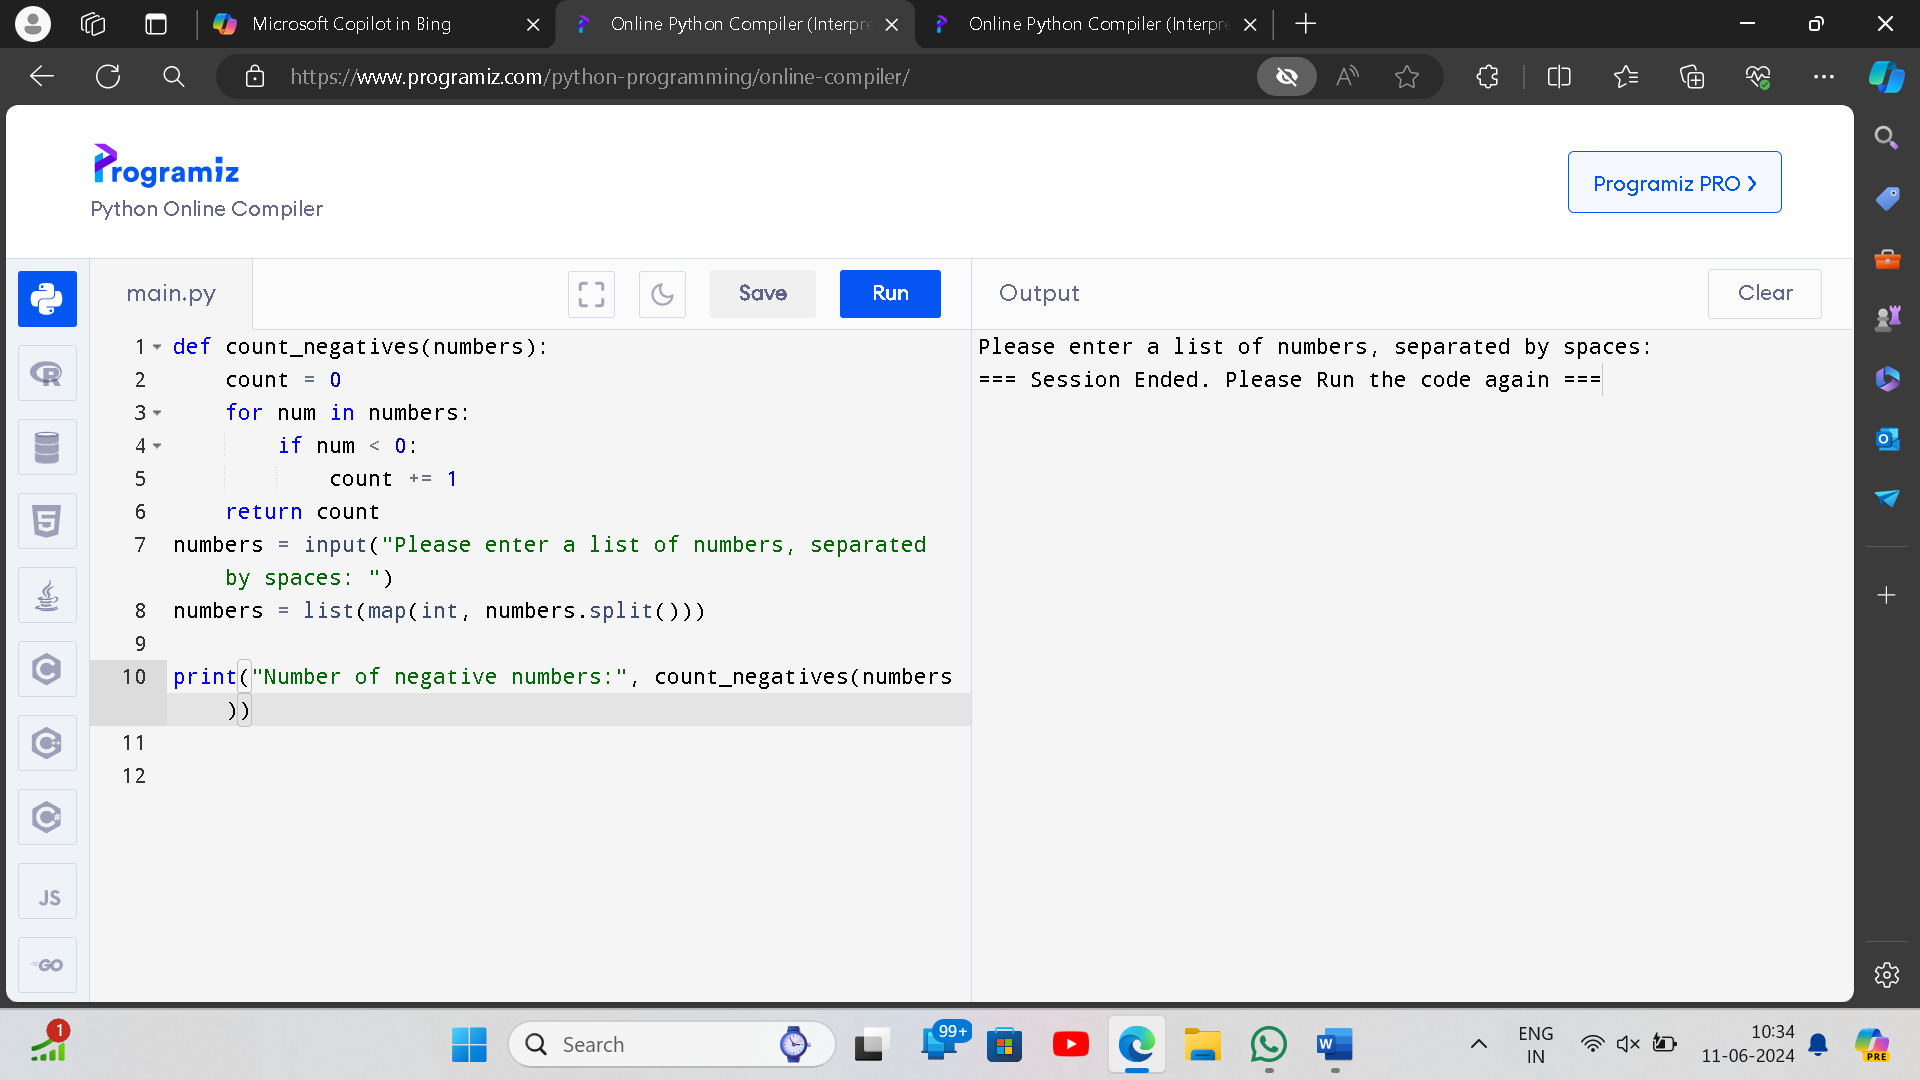 Microsoft Copilot in Bing
Online Python Compiler (Interpre
Online Python Compiler (Interpre
https://www.programiz.com/python-programming/online-compiler/
Programiz
Python Online Compiler
Programiz PRO
main.py
Save
Run
Output
Clear
1 def count_negatives(numbers):
2 count = 0
3 for num in numbers:
4 if num < 0:
5 count += 1
6 return count
7 numbers = input("Please enter a list of numbers, separated
by spaces: ")
8 numbers = list(map(int, numbers.split()))
9
10 print("Number of negative numbers:", count_negatives(numbers
))
11
12
Please enter a list of numbers, separated by spaces:
=== Session Ended. Please Run the code again ===
R
5
C
C++
C#
JS
GO
1
Search
99+
W
ENG
IN
10:34
11-06-2024
PRE